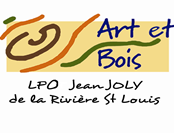 Art et
Bois
LPO Jean JOLY
de la Rivière St Louis